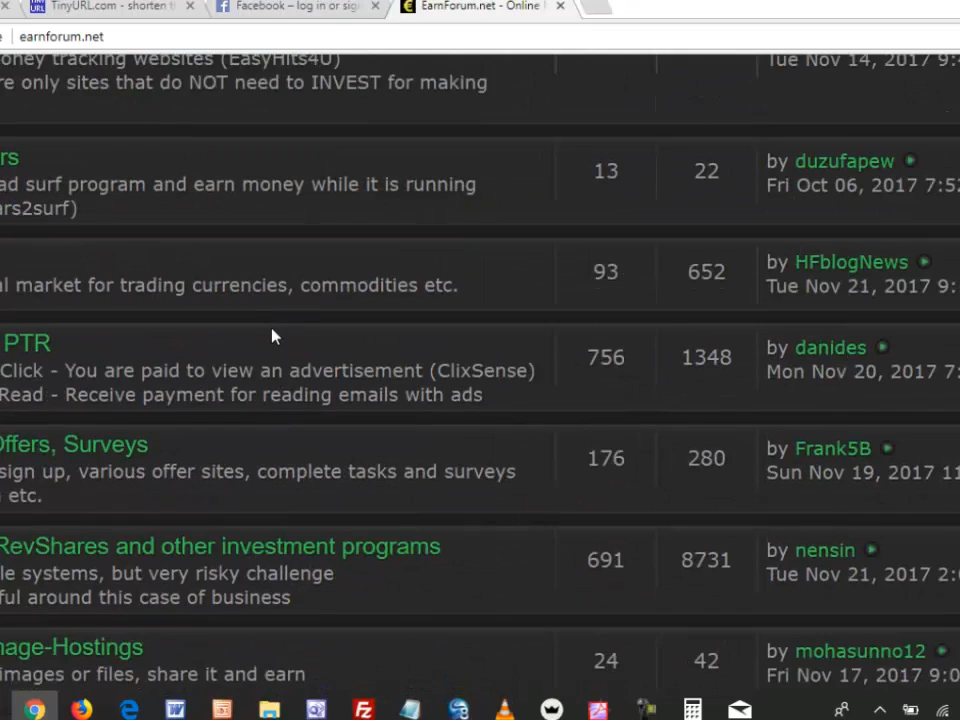 TinyURL.com - shorten t
Facebook – log in or sig
EarnForum.net - Online
earnforum.net
oney tracking websites (EasyHits4U)
re only sites that do NOT need to INVEST for making
Tue Nov 14, 2017 9:4
rs
ad surf program and earn money while it is running
ars2surf)
13
22
by duzufapew
Fri Oct 06, 2017 7:52
al market for trading currencies, commodities etc.
93
652
by HFblogNews
Tue Nov 21, 2017 9:
PTR
Click - You are paid to view an advertisement (ClixSense)
Read - Receive payment for reading emails with ads
756
1348
by danides
Mon Nov 20, 2017 7:
Offers, Surveys
sign up, various offer sites, complete tasks and surveys
etc.
176
280
by Frank5B
Sun Nov 19, 2017 11
RevShares and other investment programs
le systems, but very risky challenge
ful around this case of business
691
8731
by nensin
Tue Nov 21, 2017 2:0
mage-Hostings
images or files, share it and earn
24
42
by mohasunno12
Fri Nov 17, 2017 9:0